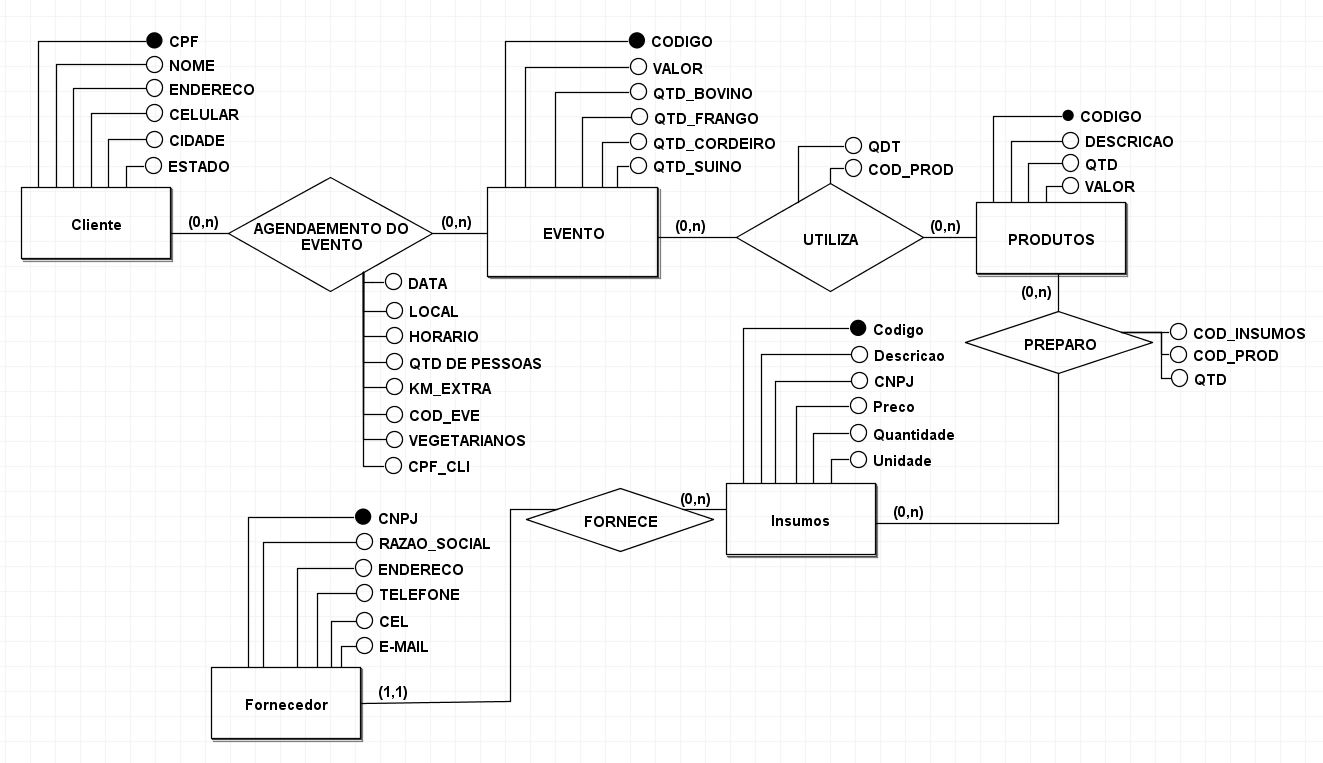 CPF
NOME
ENDERECO
CELULAR
CIDADE
ESTADO
Cliente
(0,n)
AGENDAEMENTO DO
EVENTO
(0,n)
DATA
LOCAL
HORARIO
QTD DE PESSOAS
KM_EXTRA
COD_EVE
VEGETARIANOS
CPF_CLI
CODIGO
VALOR
QTD_BOVINO
QTD_FRANGO
QTD_CORDEIRO
QTD_SUINO
EVENTO
(0,n)
QDT
COD_PROD
UTILIZA
(0,n)
CODIGO
DESCRICAO
QTD
VALOR
PRODUTOS
(0,n)
PREPARO
COD_INSUMOS
COD_PROD
QTD
Codigo
Descricao
CNPJ
Preco
Quantidade
Unidade
Insumos
(0,n)
(0,n)
FORNECE
CNPJ
RAZAO_SOCIAL
ENDERECO
TELEFONE
CEL
E-MAIL
Fornecedor
(1,1)